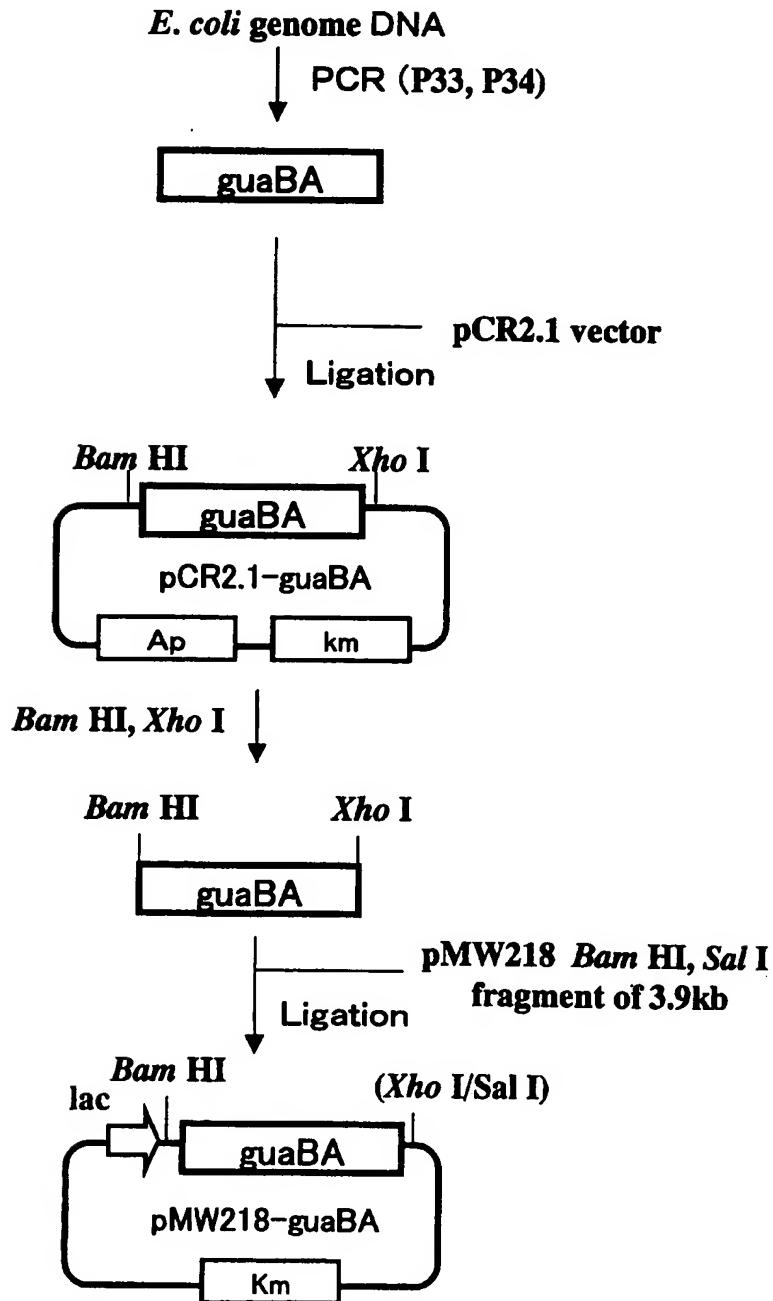 E. coli genome DNA
PCR (P33, P34)
guaBA
pCR2.1 vector
Ligation
Bam HI
Xho I
guaBA
pCR2.1-guaBA
Ap
km
Bam HI, Xho I
Bam HI
Xho I
guaBA
pMW218 Bam HI, Sal I
fragment of 3.9kb
Ligation
lac
Bam HI
(Xho I/Sal I)
guaBA
pMW218-guaBA
Km